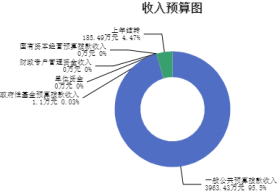 收入预算图
上年结转
185.49万元 4.47%
国有资本经营预算拨款收入
0万元 0%
财政专户管理资金收入
0万元 0%
单位资金
0万元 0%
政府性基金预算拨款收入
1.1万元 0.03%
一般公共预算拨款收入
3963.43万元 95.5%